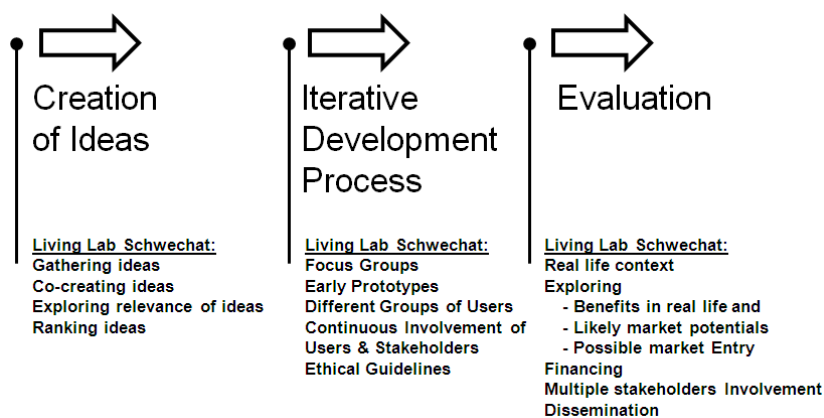 Creation
of Ideas
Living Lab Schwechat:
Gathering ideas
Co-creating ideas
Exploring relevance of ideas
Ranking ideas
Iterative
Development
Process
Living Lab Schwechat:
Focus Groups
Early Prototypes
Different Groups of Users
Continuous Involvement of
Users & Stakeholders
Ethical Guidelines
Evaluation
Living Lab Schwechat:
Real life context
Exploring
- Benefits in real life and
- Likely market potentials
- Possible market Entry
Financing
Multiple stakeholders Involvement
Dissemination